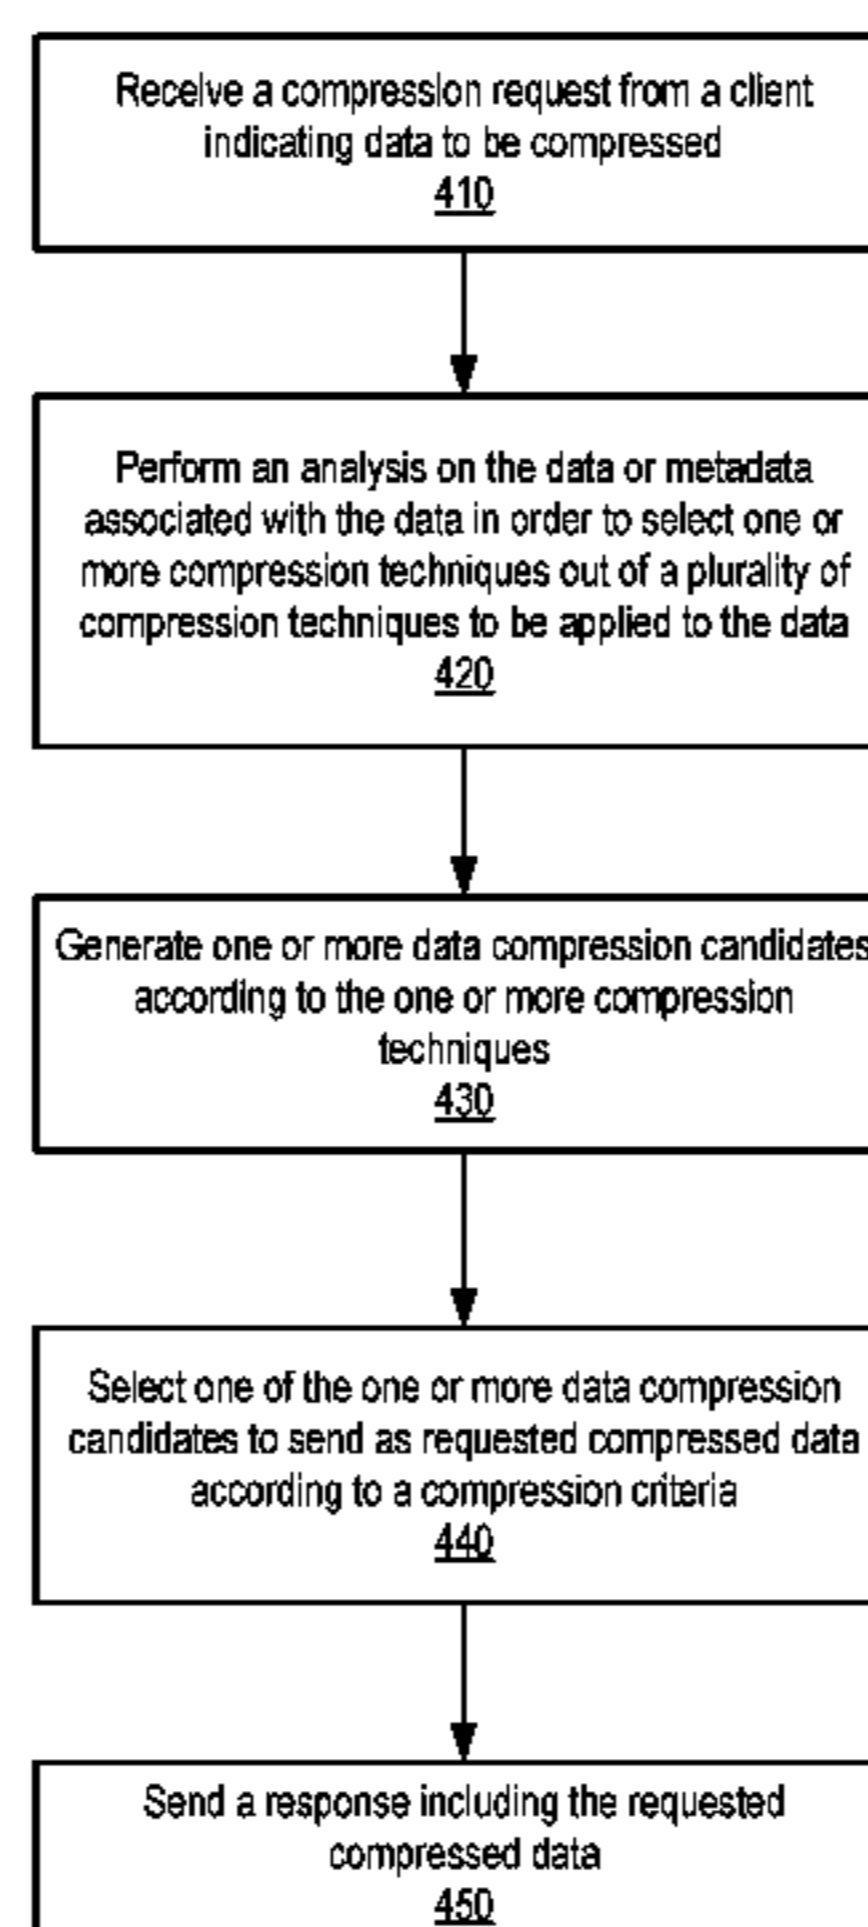 Receive a compression request from a client
indicating data to be compressed
410
Perform an analysis on the data or metadata
associated with the data in order to select one or
more compression techniques out of a plurality of
compression techniques to be applied to the data
420
Generate one or more data compression candidates
according to the one or more compression
techniques
430
Select one of the one or more data compression
candidates to send as requested compressed data
according to a compression criteria
440
Send a response including the requested
compressed data
450